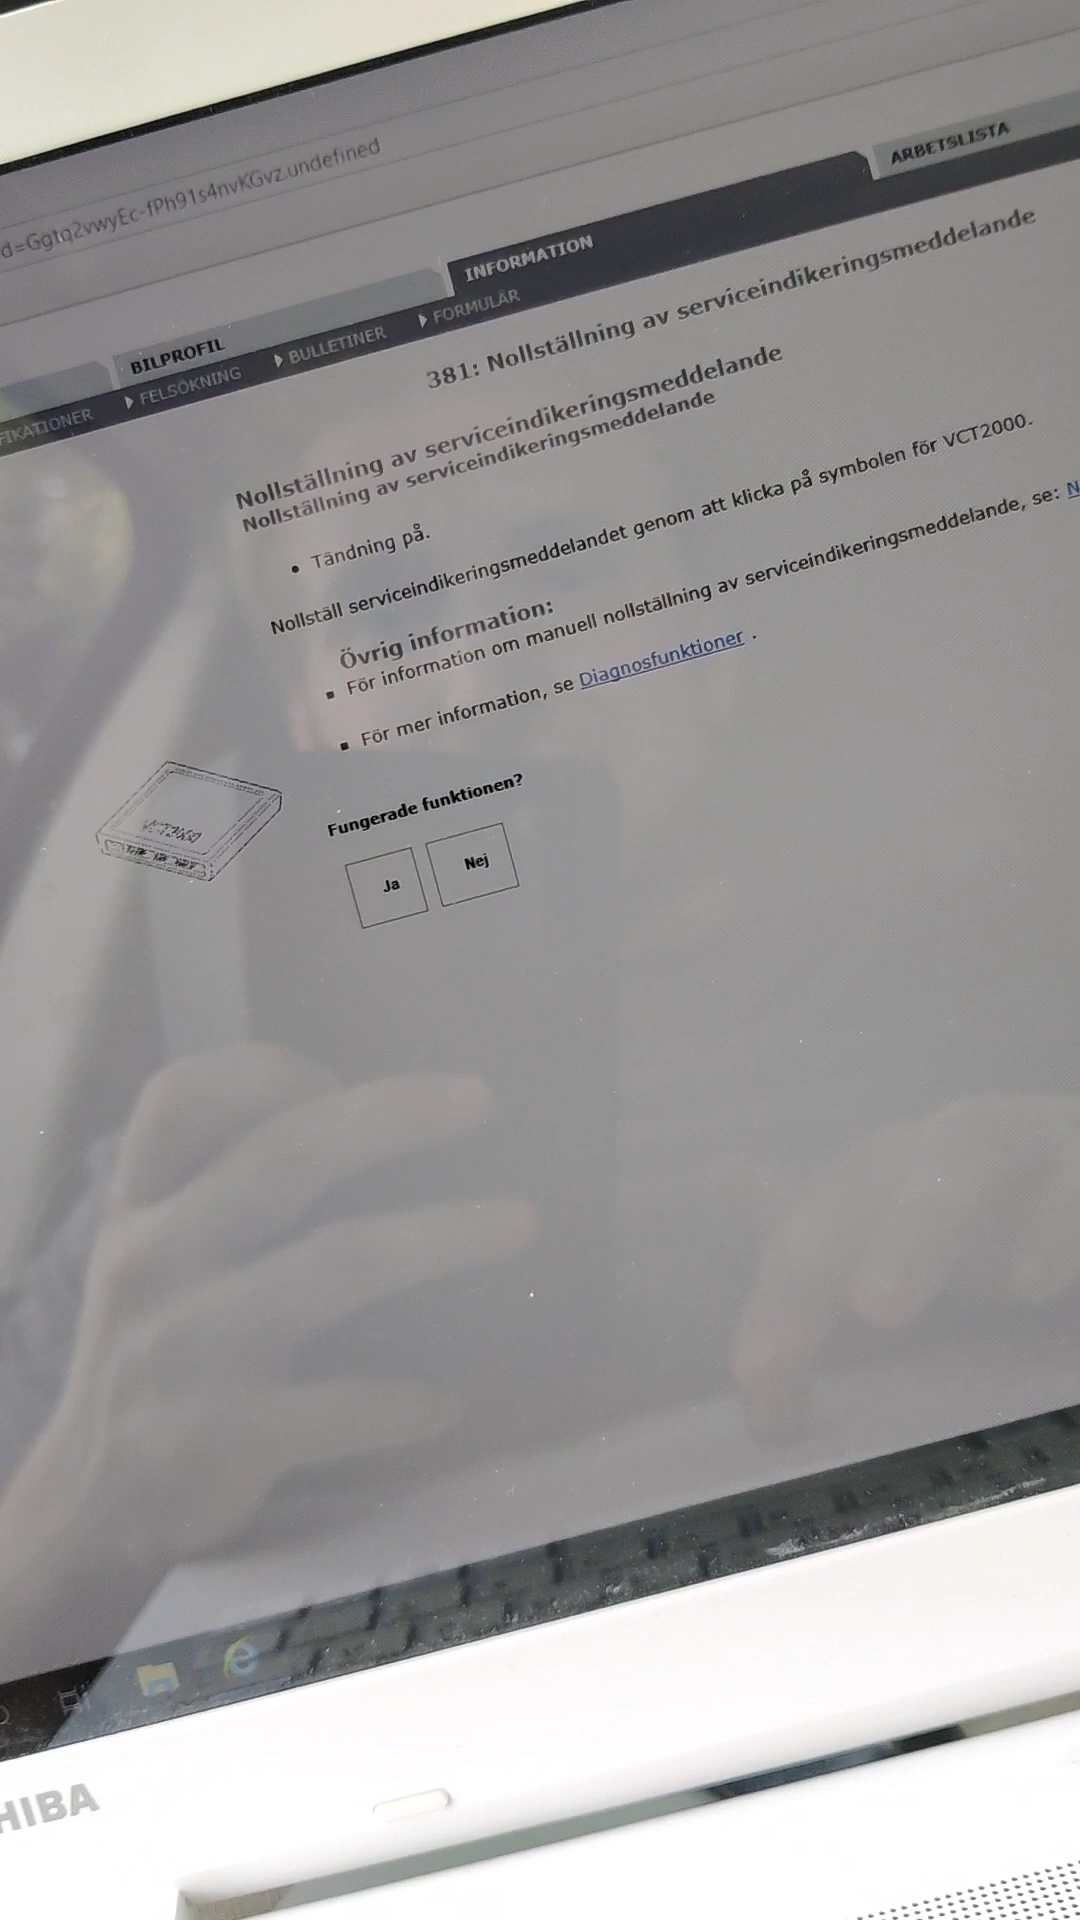 d=Ggtq2vwyEc-fPh91s4nvKGvz.undefined
ARBETSLISTA
INFORMATION
BILPROFIL
FELSÖKNING
BULLETINER
FORMULÄR
381: Nollställning av serviceindikeringsmeddelande
Nollställning av serviceindikeringsmeddelande
Nollställning av serviceindikeringsmeddelande
• Tändning på.
Nollställ serviceindikeringsmeddelandet genom att klicka på symbolen för VCT2000.
Övrig information:
▪ För information om manuell nollställning av serviceindikeringsmeddelande, se: N
▪ För mer information, se Diagnosfunktioner .
Fungerade funktionen?
Ja
Nej
HIBA